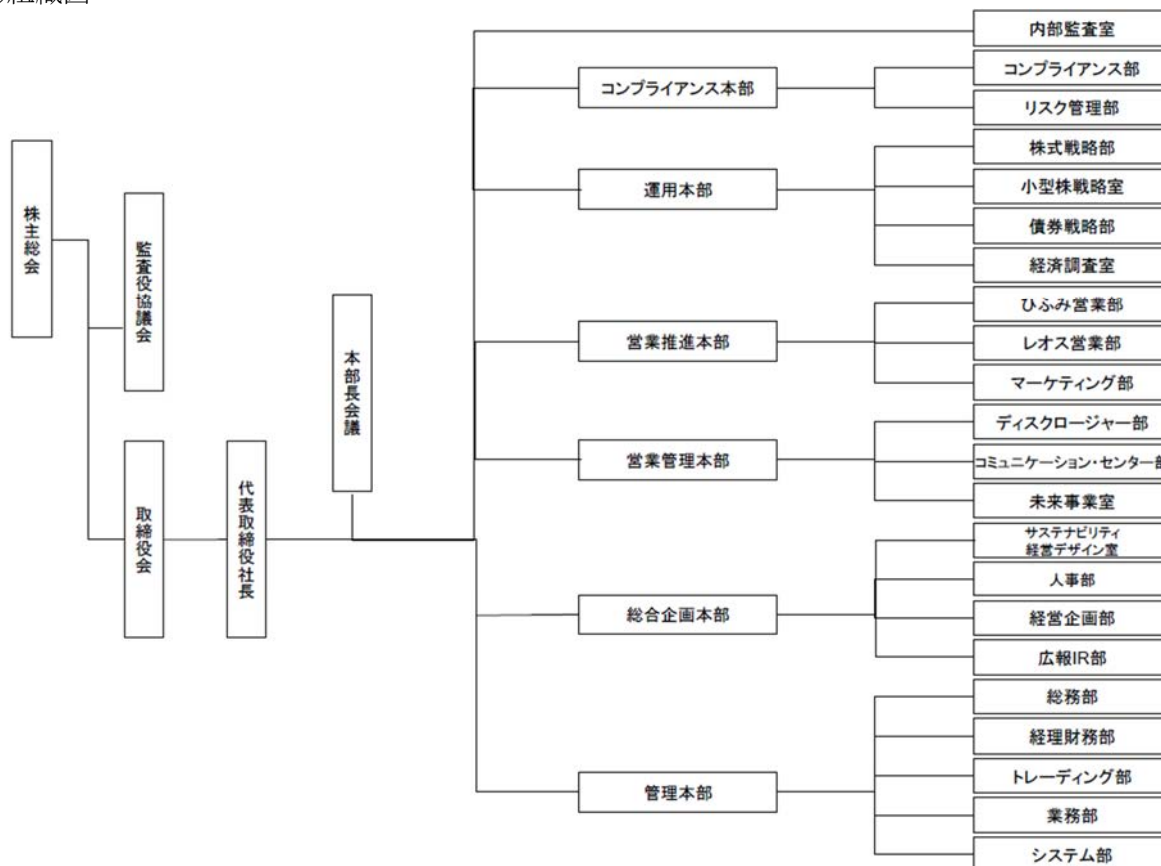 組織図
株主総会
監査役協議会
取締役会
代表取締役社長
本部長会議
内部監査室
コンプライアンス本部
コンプライアンス部
リスク管理部
運用本部
株式戦略部
小型株戦略室
債券戦略部
経済調査室
営業推進本部
ひふみ営業部
レオス営業部
マーケティング部
営業管理本部
ディスクロージャー部
コミュニケーション・センター部
未来事業室
総合企画本部
サステナビリティ
経営デザイン室
人事部
経営企画部
広報IR部
管理本部
総務部
経理財務部
トレーディング部
業務部
システム部